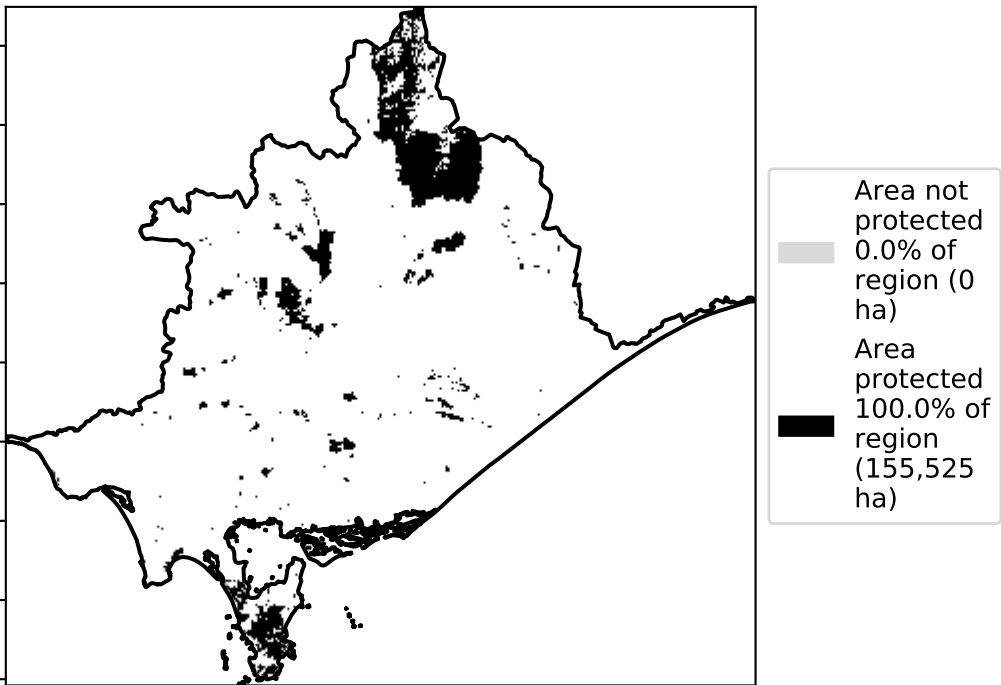 Area not
protected
0.0% of
region (0
ha)
Area
protected
100.0% of
region
(155,525
ha)